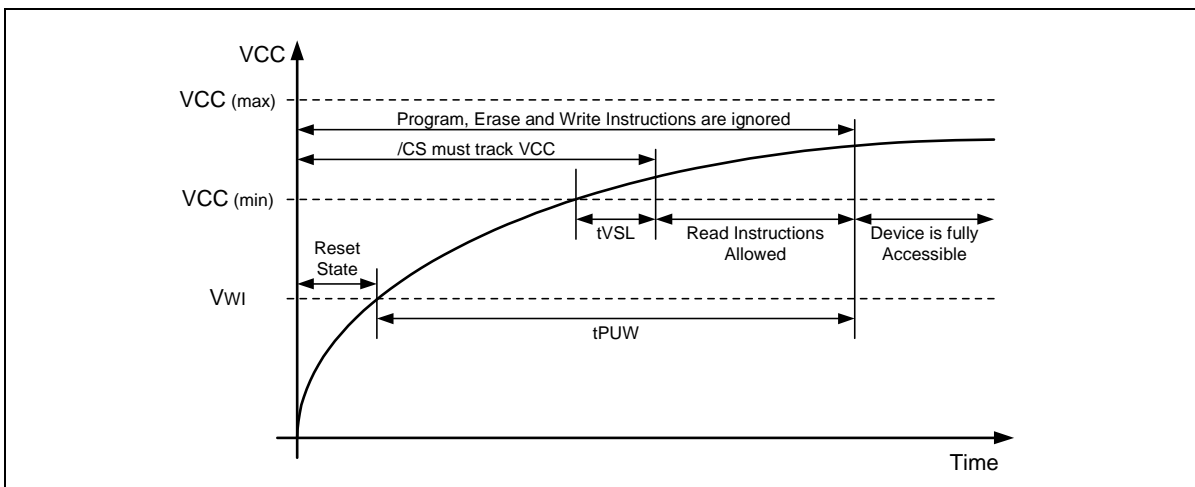 VCC
VCC (max)
Program, Erase and Write Instructions are ignored
/CS must track VCC
VCC (min)
tVSL
Read Instructions
Allowed
Device is fully
Accessible
Reset
State
VWI
tPUW
Time